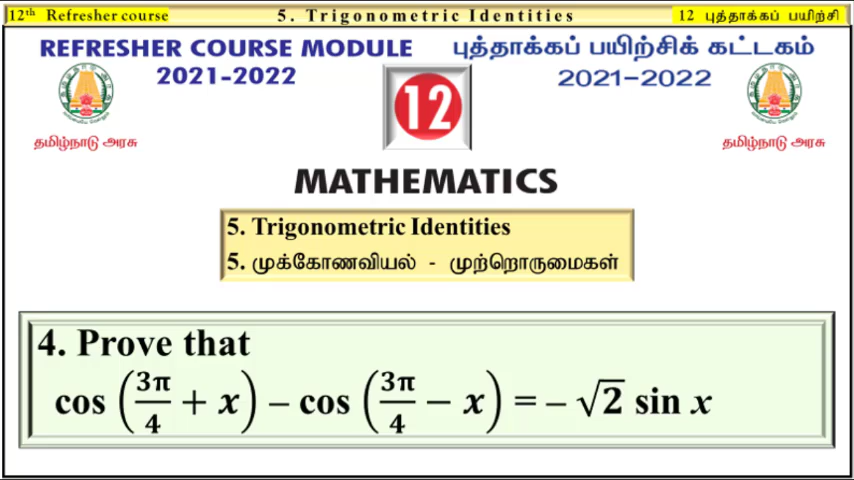 12th Refresher course 5. Trigonometric Identities 12 புத்தாக்கப் பயிற்சி
REFRESHER COURSE MODULE புத்தாக்கப் பயிற்சிக் கட்டகம்
2021-2022 2021-2022
12
தமிழ்நாடு அரசு தமிழ்நாடு அரசு
MATHEMATICS
5. Trigonometric Identities
5. முக்கோணவியல் - முற்றொருமைகள்
4. Prove that
cos (3π/4 + x) – cos (3π/4 − x) = – √2 sin x